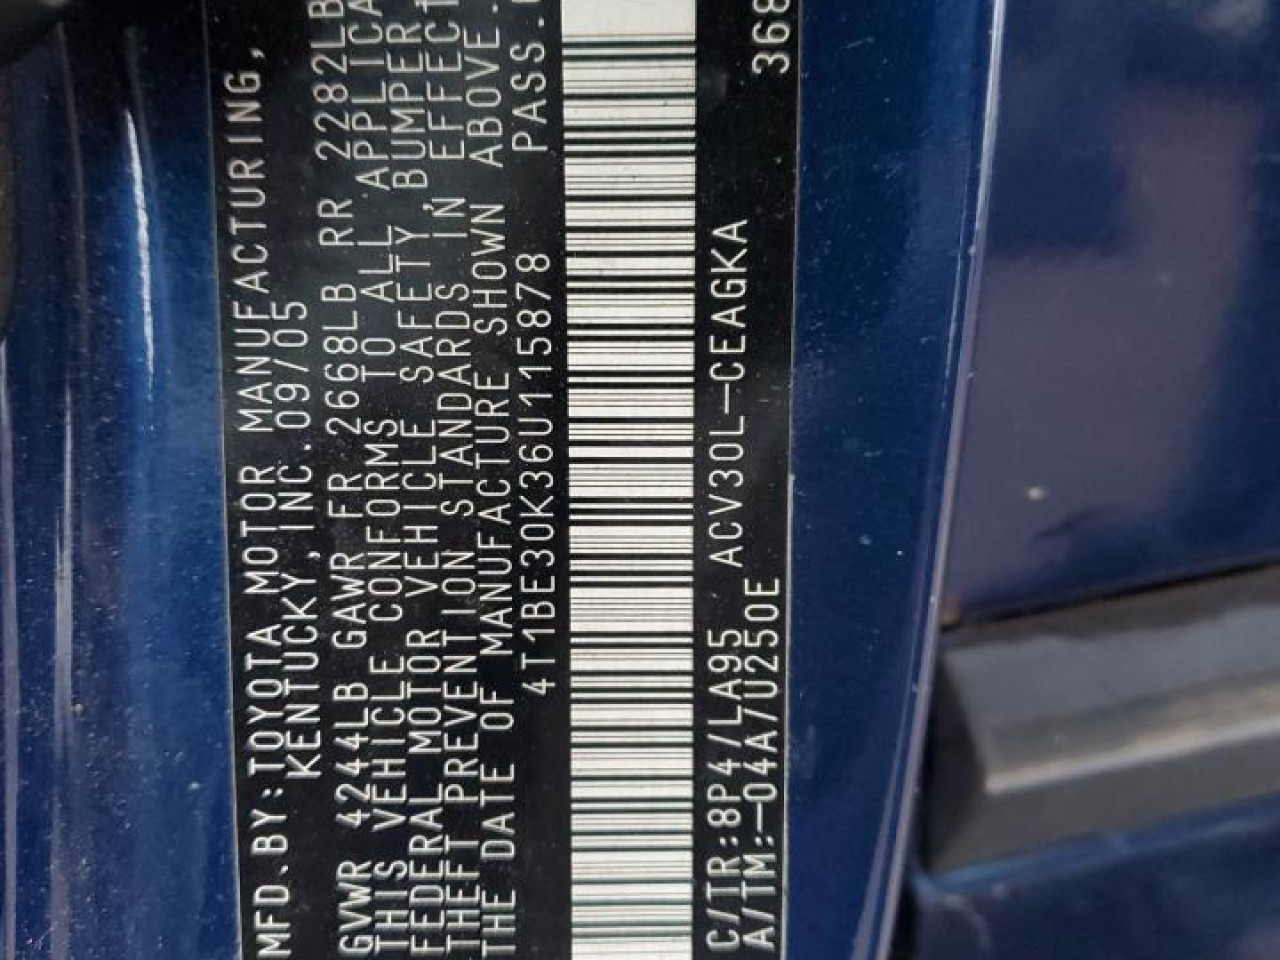 MFD.BY:TOYOTA MOTOR MANUFACTURING,
KENTUCKY,INC.09/05
GVWR 4244LB GAWR FR 2668LB RR 2282LB
THIS VEHICLE CONFORMS TO ALL APPLICA
FEDERAL MOTOR VEHICLE SAFETY,BUMPER
THEFT PREVENTION STANDARDS IN EFFECT
THE DATE OF MANUFACTURE SHOWN ABOVE.
4T1BE30K36U115878 PASS.
C/TR:8P4/LA95 ACV30L-CEAGKA 368
A/TM:-04A/U250E